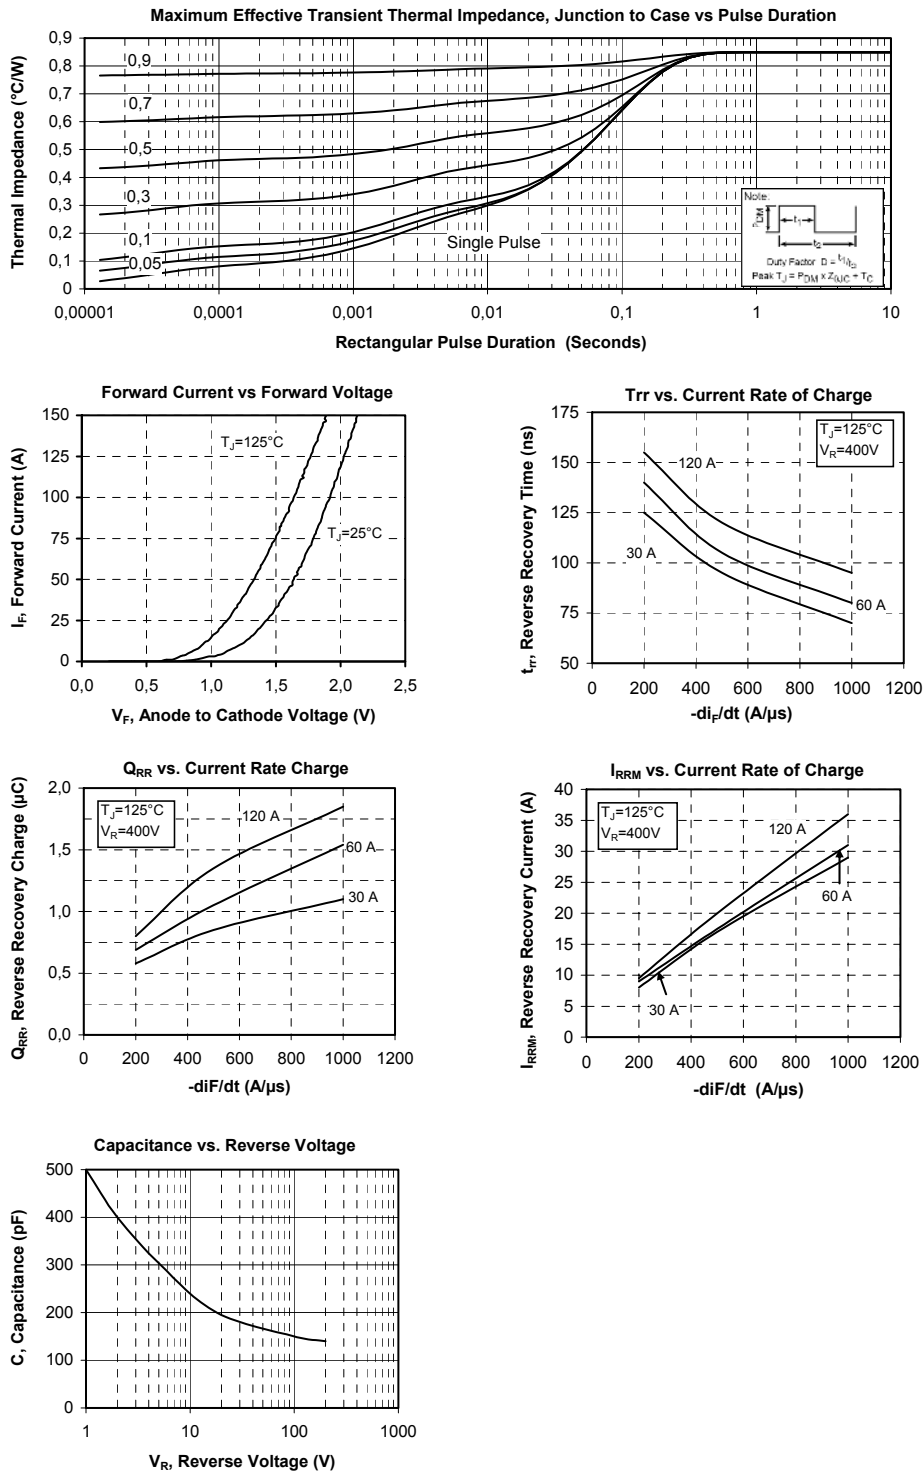 Maximum Effective Transient Thermal Impedance, Junction to Case vs Pulse Duration
Thermal Impedance (°C/W)
0,9
0,8
0,7
0,6
0,5
0,4
0,3
0,2
0,1
0
0,9
0,7
0,5
0,3
0,1
0,05
Single Pulse
Note:
PDM
t1
t2
Duty Factor D = t1/t2
Peak TJ = PDM x ZθJC + TC
0,00001
0,0001
0,001
0,01
0,1
1
10
Rectangular Pulse Duration (Seconds)
Forward Current vs Forward Voltage
IF, Forward Current (A)
150
125
100
75
50
25
0
TJ=125°C
TJ=25°C
0,0
0,5
1,0
1,5
2,0
2,5
VF, Anode to Cathode Voltage (V)
Trr vs. Current Rate of Charge
trr, Reverse Recovery Time (ns)
175
150
125
100
75
50
TJ=125°C
VR=400V
120 A
30 A
60 A
0
200
400
600
800
1000
1200
-diF/dt (A/µs)
QRR vs. Current Rate Charge
QRR, Reverse Recovery Charge (µC)
2,0
1,5
1,0
0,5
0,0
TJ=125°C
VR=400V
120 A
60 A
30 A
0
200
400
600
800
1000
1200
-diF/dt (A/µs)
IRRM vs. Current Rate of Charge
IRRM, Reverse Recovery Current (A)
40
35
30
25
20
15
10
5
0
TJ=125°C
VR=400V
120 A
60 A
30 A
0
200
400
600
800
1000
1200
-diF/dt (A/µs)
Capacitance vs. Reverse Voltage
C, Capacitance (pF)
500
400
300
200
100
0
1
10
100
1000
VR, Reverse Voltage (V)